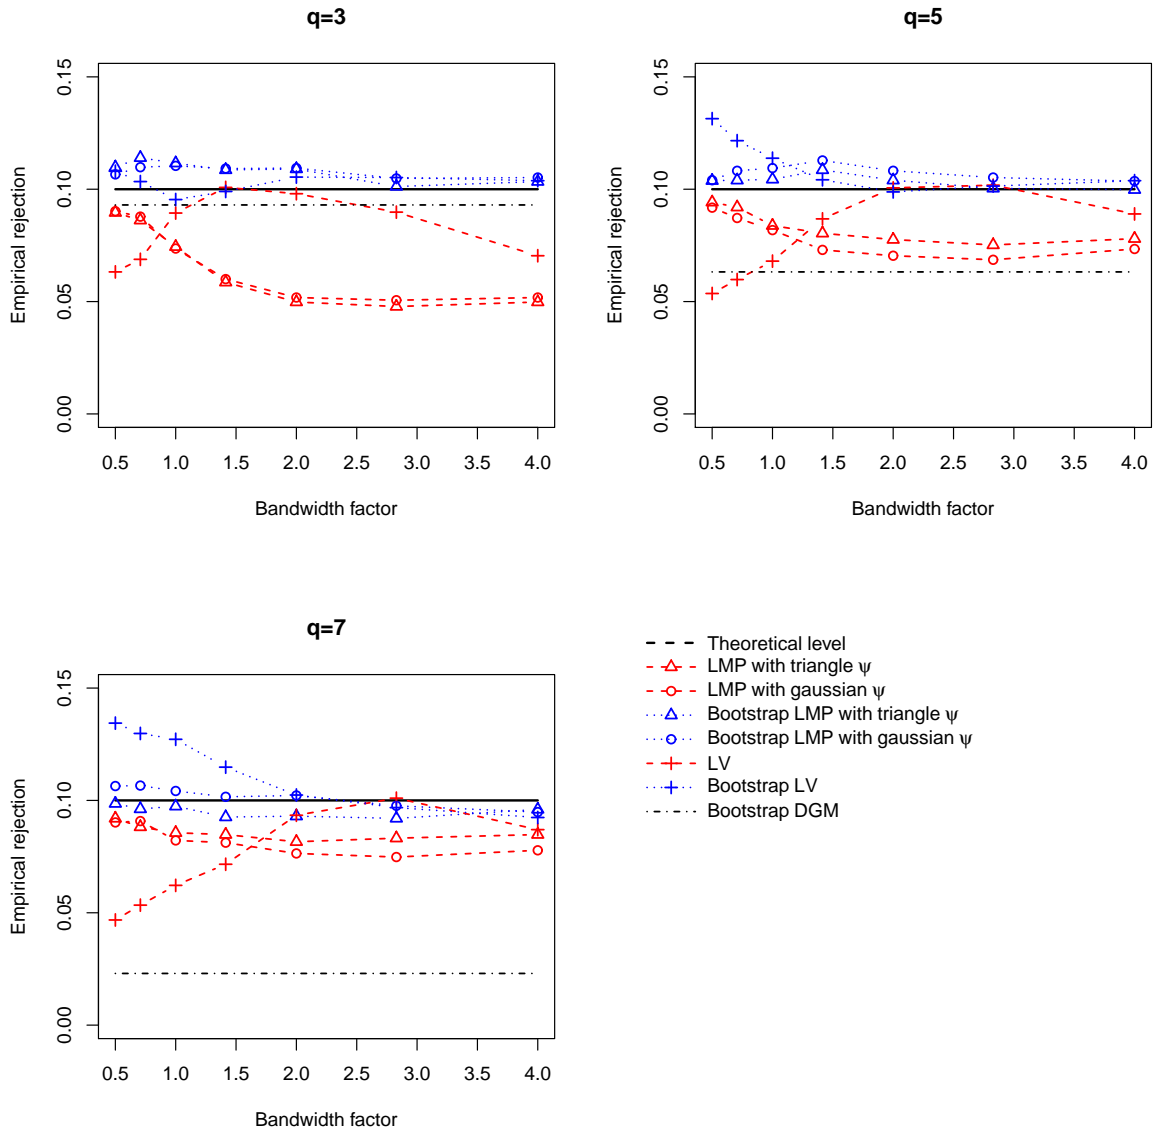 q=3
Empirical rejection
0.15
0.10
0.05
0.00
0.5 1.0 1.5 2.0 2.5 3.0 3.5 4.0
Bandwidth factor
q=5
Empirical rejection
0.15
0.10
0.05
0.00
0.5 1.0 1.5 2.0 2.5 3.0 3.5 4.0
Bandwidth factor
q=7
Empirical rejection
0.15
0.10
0.05
0.00
0.5 1.0 1.5 2.0 2.5 3.0 3.5 4.0
Bandwidth factor
Theoretical level
LMP with triangle ψ
LMP with gaussian ψ
Bootstrap LMP with triangle ψ
Bootstrap LMP with gaussian ψ
LV
Bootstrap LV
Bootstrap DGM